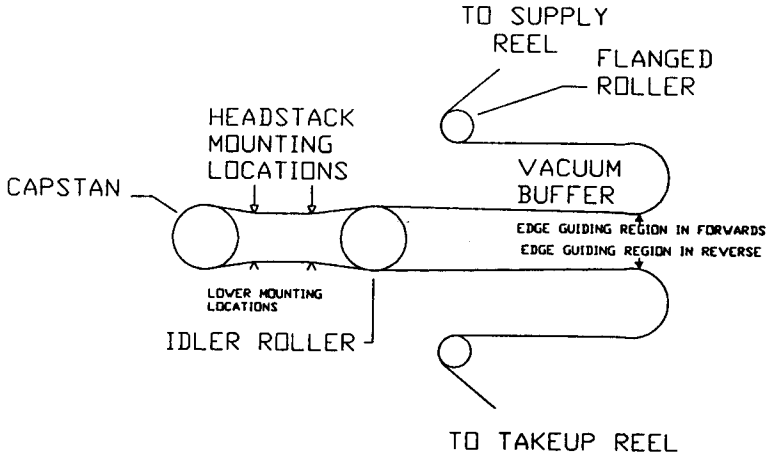 TO SUPPLY
REEL
FLANGED
ROLLER
HEADSTACK
MOUNTING
LOCATIONS
CAPSTAN
VACUUM
BUFFER
EDGE GUIDING REGION IN FORWARDS
EDGE GUIDING REGION IN REVERSE
LOWER MOUNTING
LOCATIONS
IDLER ROLLER
TO TAKEUP REEL